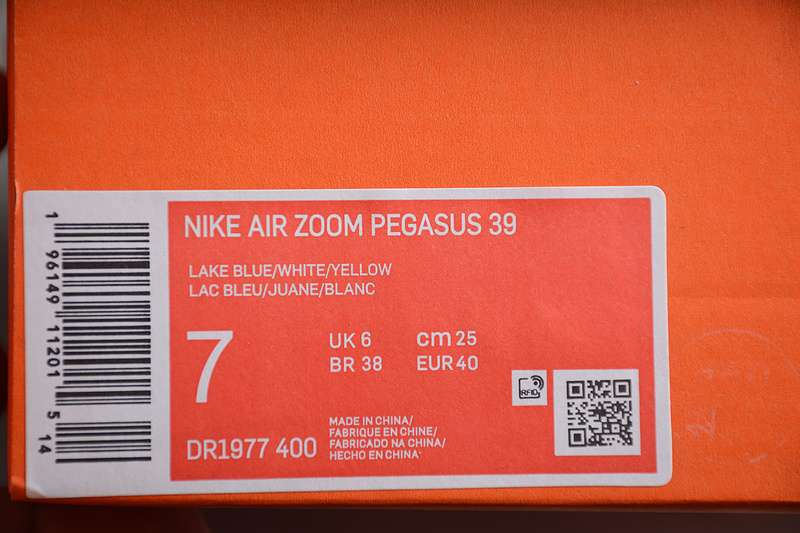 NIKE AIR ZOOM PEGASUS 39
LAKE BLUE/WHITE/YELLOW
LAC BLEU/JUANE/BLANC
7
UK 6
cm 25
BR 38
EUR 40
RFID
DR1977 400
MADE IN CHINA/
FABRIQUE EN CHINE/
FABRICADO NA CHINA/
HECHO EN CHINA
1 96149 11201 5 14